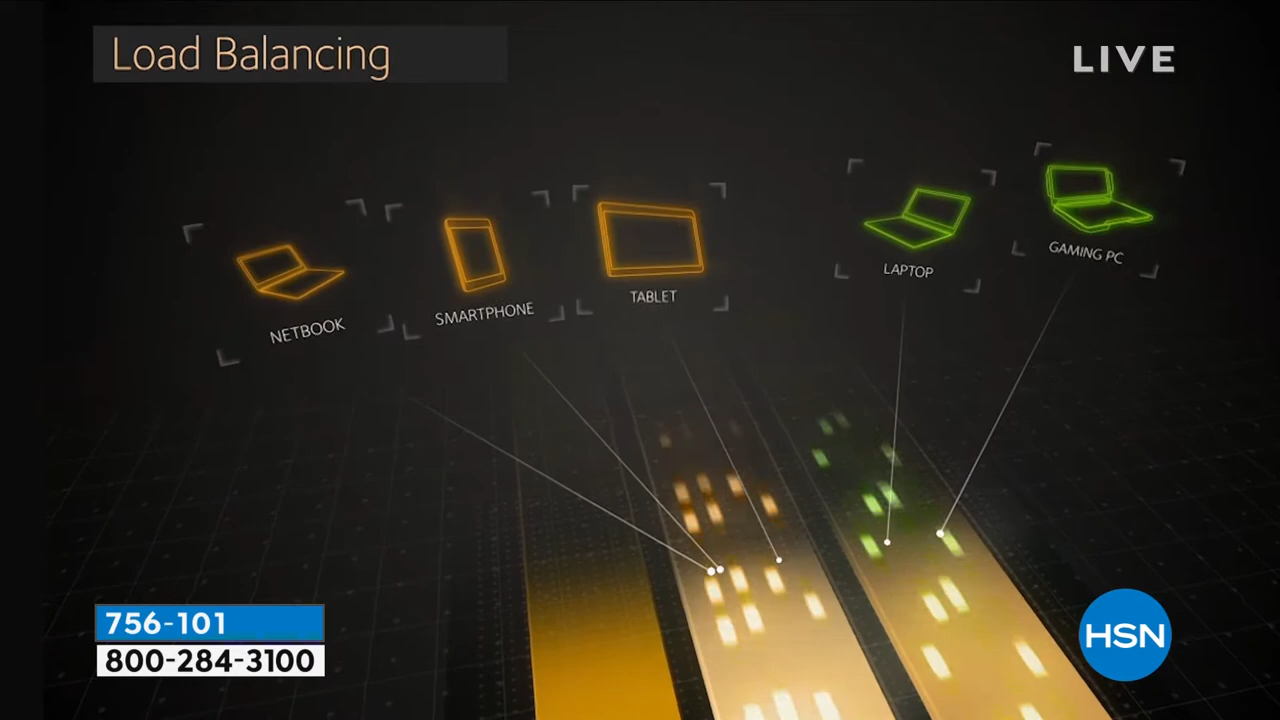 Load Balancing
LIVE
NETBOOK
SMARTPHONE
TABLET
LAPTOP
GAMING PC
756-101
800-284-3100
HSN